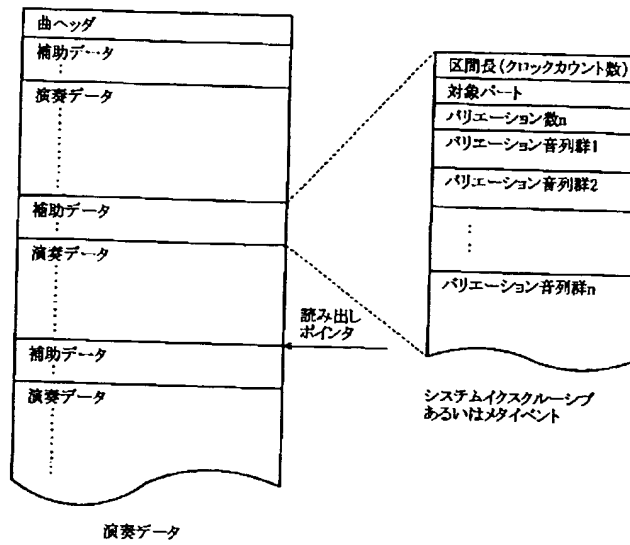 曲ヘッダ
補助データ
演奏データ
補助データ
演奏データ
補助データ
演奏データ
演奏データ
読み出し
ポインタ
区間長(クロックカウント数)
対象パート
バリエーション数n
バリエーション音列群1
バリエーション音列群2
バリエーション音列群n
システムイクスクルーシブ
あるいはメタイベント